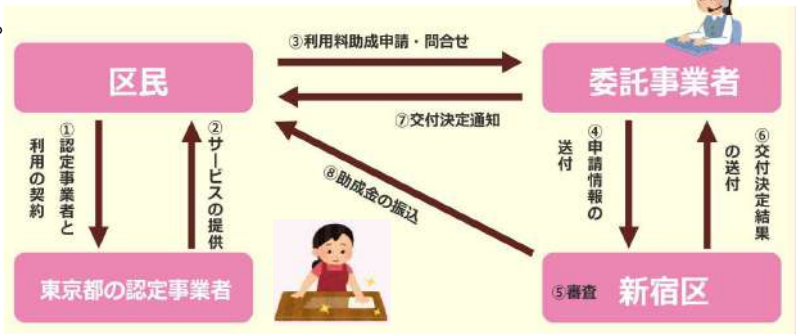 。
③利用料助成申請・問合せ
区民
委託事業者
⑦交付決定通知
①認定事業者と
利用の契約
②サービスの提供
④申請情報の
送付
⑥交付決定結果
の送付
⑧助成金の振込
東京都の認定事業者
⑤審査
新宿区